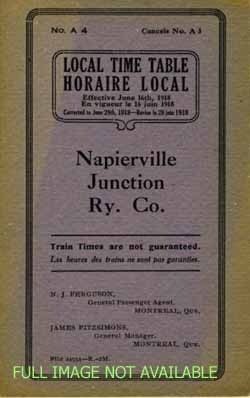 No. A 4 Cancels No. A 3
LOCAL TIME TABLE
HORAIRE LOCAL
Effective June 16th, 1918
En vigueur le 16 juin 1918
Corrected to June 29th, 1918—Revisé le 29 juin 1918
Napierville
Junction
Ry. Co.
Train Times are not guaranteed.
Les heures des trains ne sont pas garanties.
N. J. FERGUSON,
General Passenger Agent,
MONTREAL, Que.
JAMES FITZSIMONS,
General Manager,
MONTREAL, Que.
FULL IMAGE NOT AVAILABLE